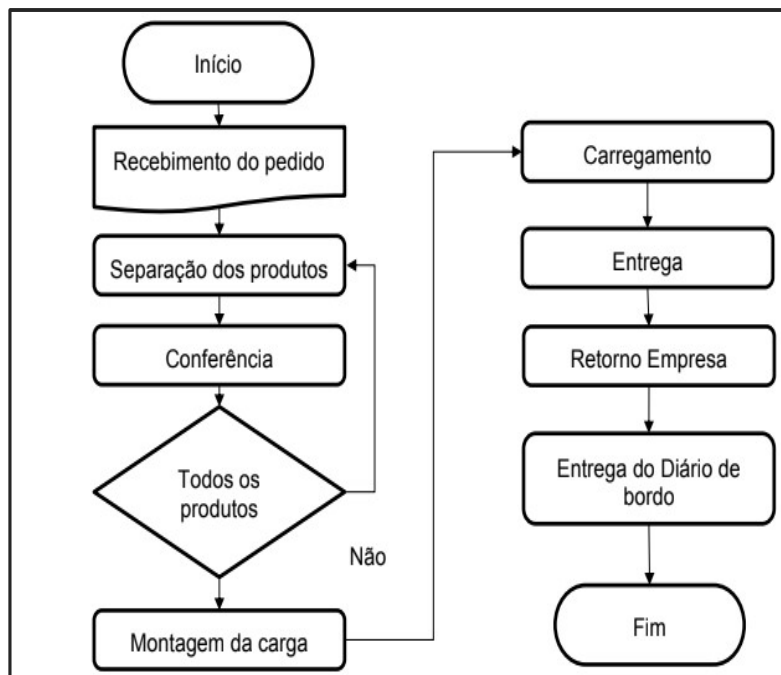 Início
Recebimento do pedido
Separação dos produtos
Conferência
Todos os
produtos
Não
Montagem da carga
Carregamento
Entrega
Retorno Empresa
Entrega do Diário de
bordo
Fim